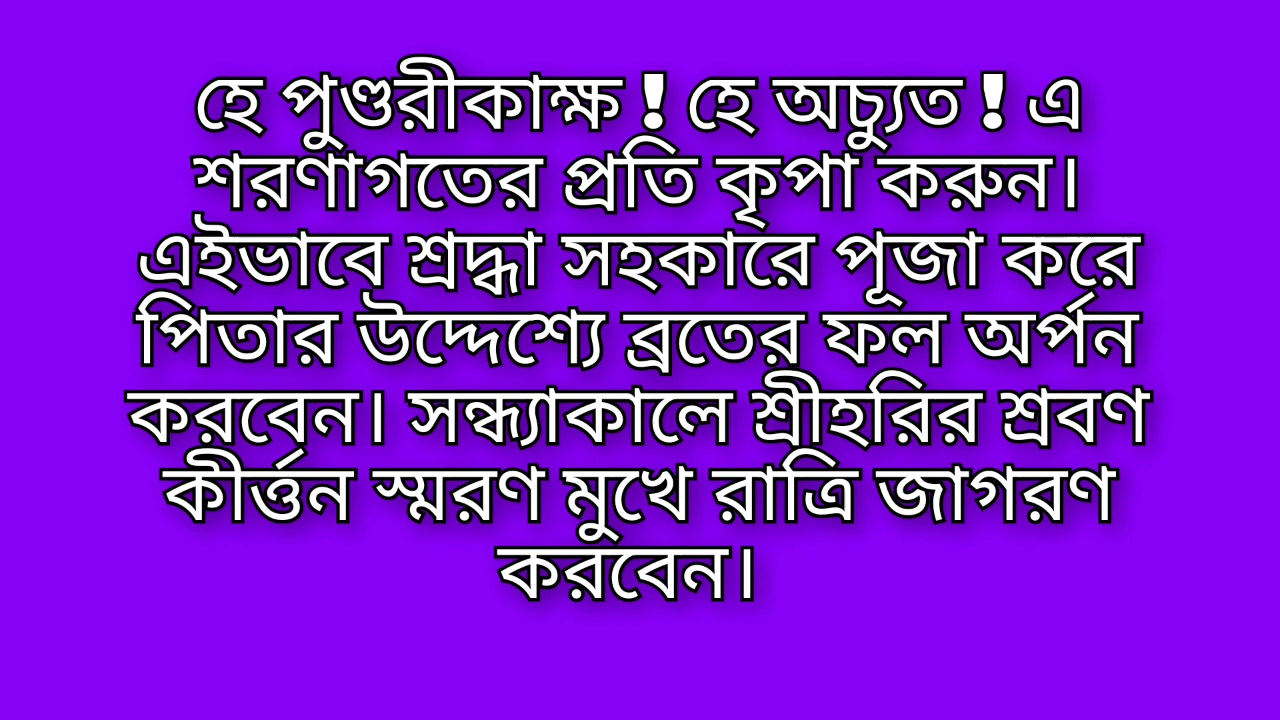 হে পুণ্ডরীকাক্ষ ! হে অচ্যুত ! এ
শরণাগতের প্রতি কৃপা করুন।
এইভাবে শ্রদ্ধা সহকারে পূজা করে
পিতার উদ্দেশ্যে ব্রতের ফল অর্পন
করবেন। সন্ধ্যাকালে শ্রীহরির শ্রবণ
কীর্ত্তন স্মরণ মুখে রাত্রি জাগরণ
করবেন।